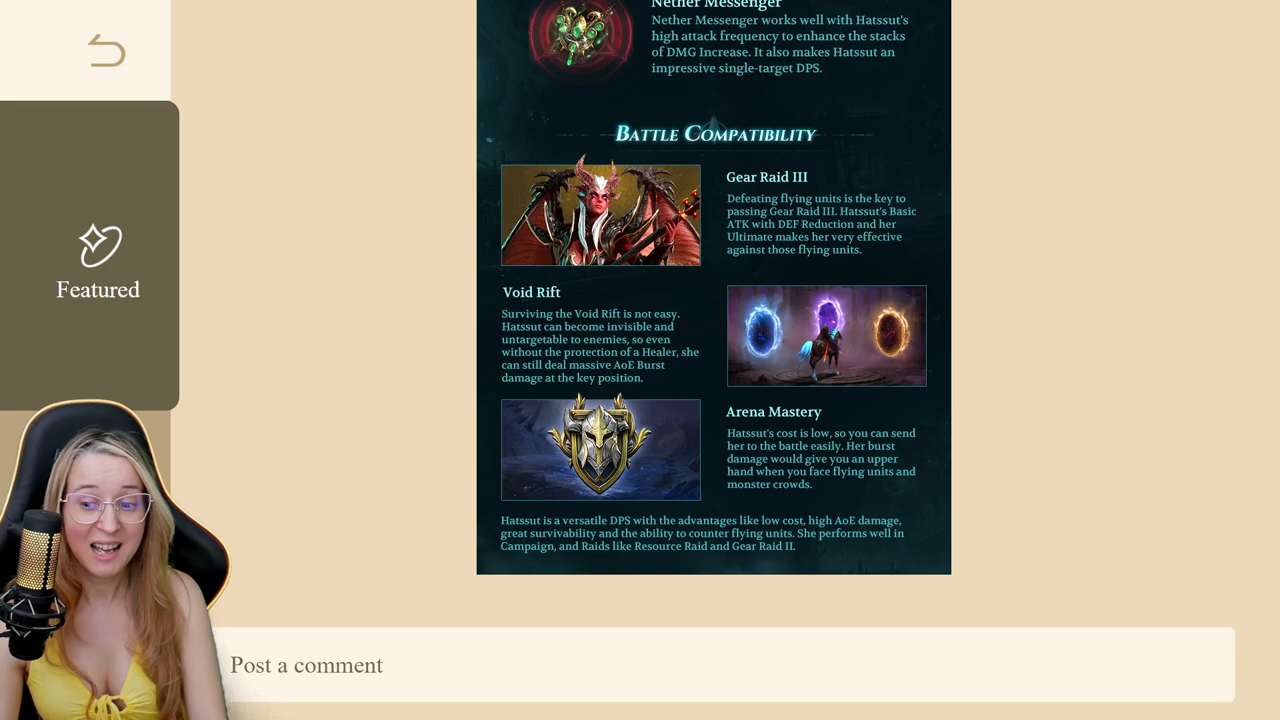 Nether Messenger
Nether Messenger works well with Hatssut's
high attack frequency to enhance the stacks
of DMG Increase. It also makes Hatssut an
impressive single-target DPS.
BATTLE COMPATIBILITY
Gear Raid III
Defeating flying units is the key to
passing Gear Raid III. Hatssut's Basic
ATK with DEF Reduction and her
Ultimate makes her very effective
against those flying units.
Featured
Void Rift
Surviving the Void Rift is not easy.
Hatssut can become invisible and
untargetable to enemies, so even
without the protection of a Healer, she
can still deal massive AoE Burst
damage at the key position.
Arena Mastery
Hatssut's cost is low, so you can send
her to the battle easily. Her burst
damage would give you an upper
hand when you face flying units and
monster crowds.
Hatssut is a versatile DPS with the advantages like low cost, high AoE damage,
great survivability and the ability to counter flying units. She performs well in
Campaign, and Raids like Resource Raid and Gear Raid II.
Post a comment